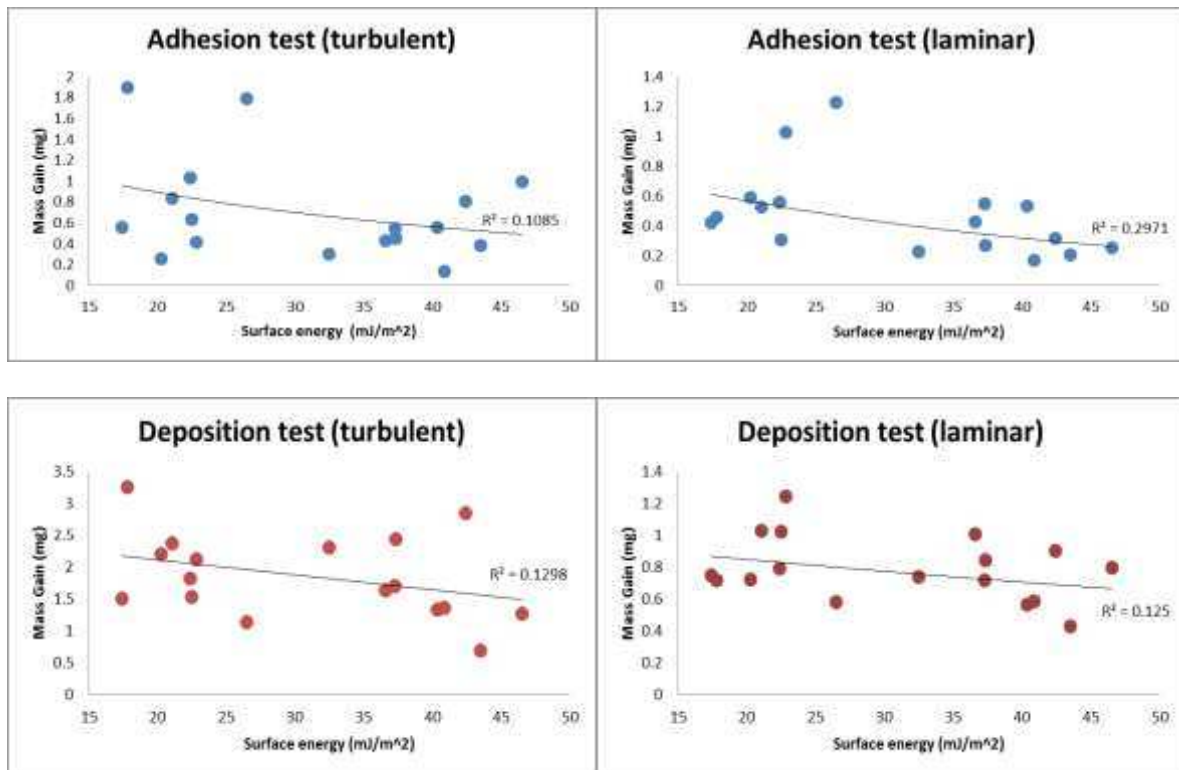 Adhesion test (turbulent)
Mass Gain (mg)
2
1.8
1.6
1.4
1.2
1
0.8
0.6
0.4
0.2
0
R² = 0.1085
15 20 25 30 35 40 45 50
Surface energy (mJ/m^2)
Adhesion test (laminar)
Mass Gain (mg)
1.4
1.2
1
0.8
0.6
0.4
0.2
0
R² = 0.2971
15 20 25 30 35 40 45 50
Surface energy (mJ/m^2)
Deposition test (turbulent)
Mass Gain (mg)
3.5
3
2.5
2
1.5
1
0.5
0
R² = 0.1298
15 20 25 30 35 40 45 50
Surface energy (mJ/m^2)
Deposition test (laminar)
Mass Gain (mg)
1.4
1.2
1
0.8
0.6
0.4
0.2
0
R² = 0.125
15 20 25 30 35 40 45 50
Surface energy (mJ/m^2)